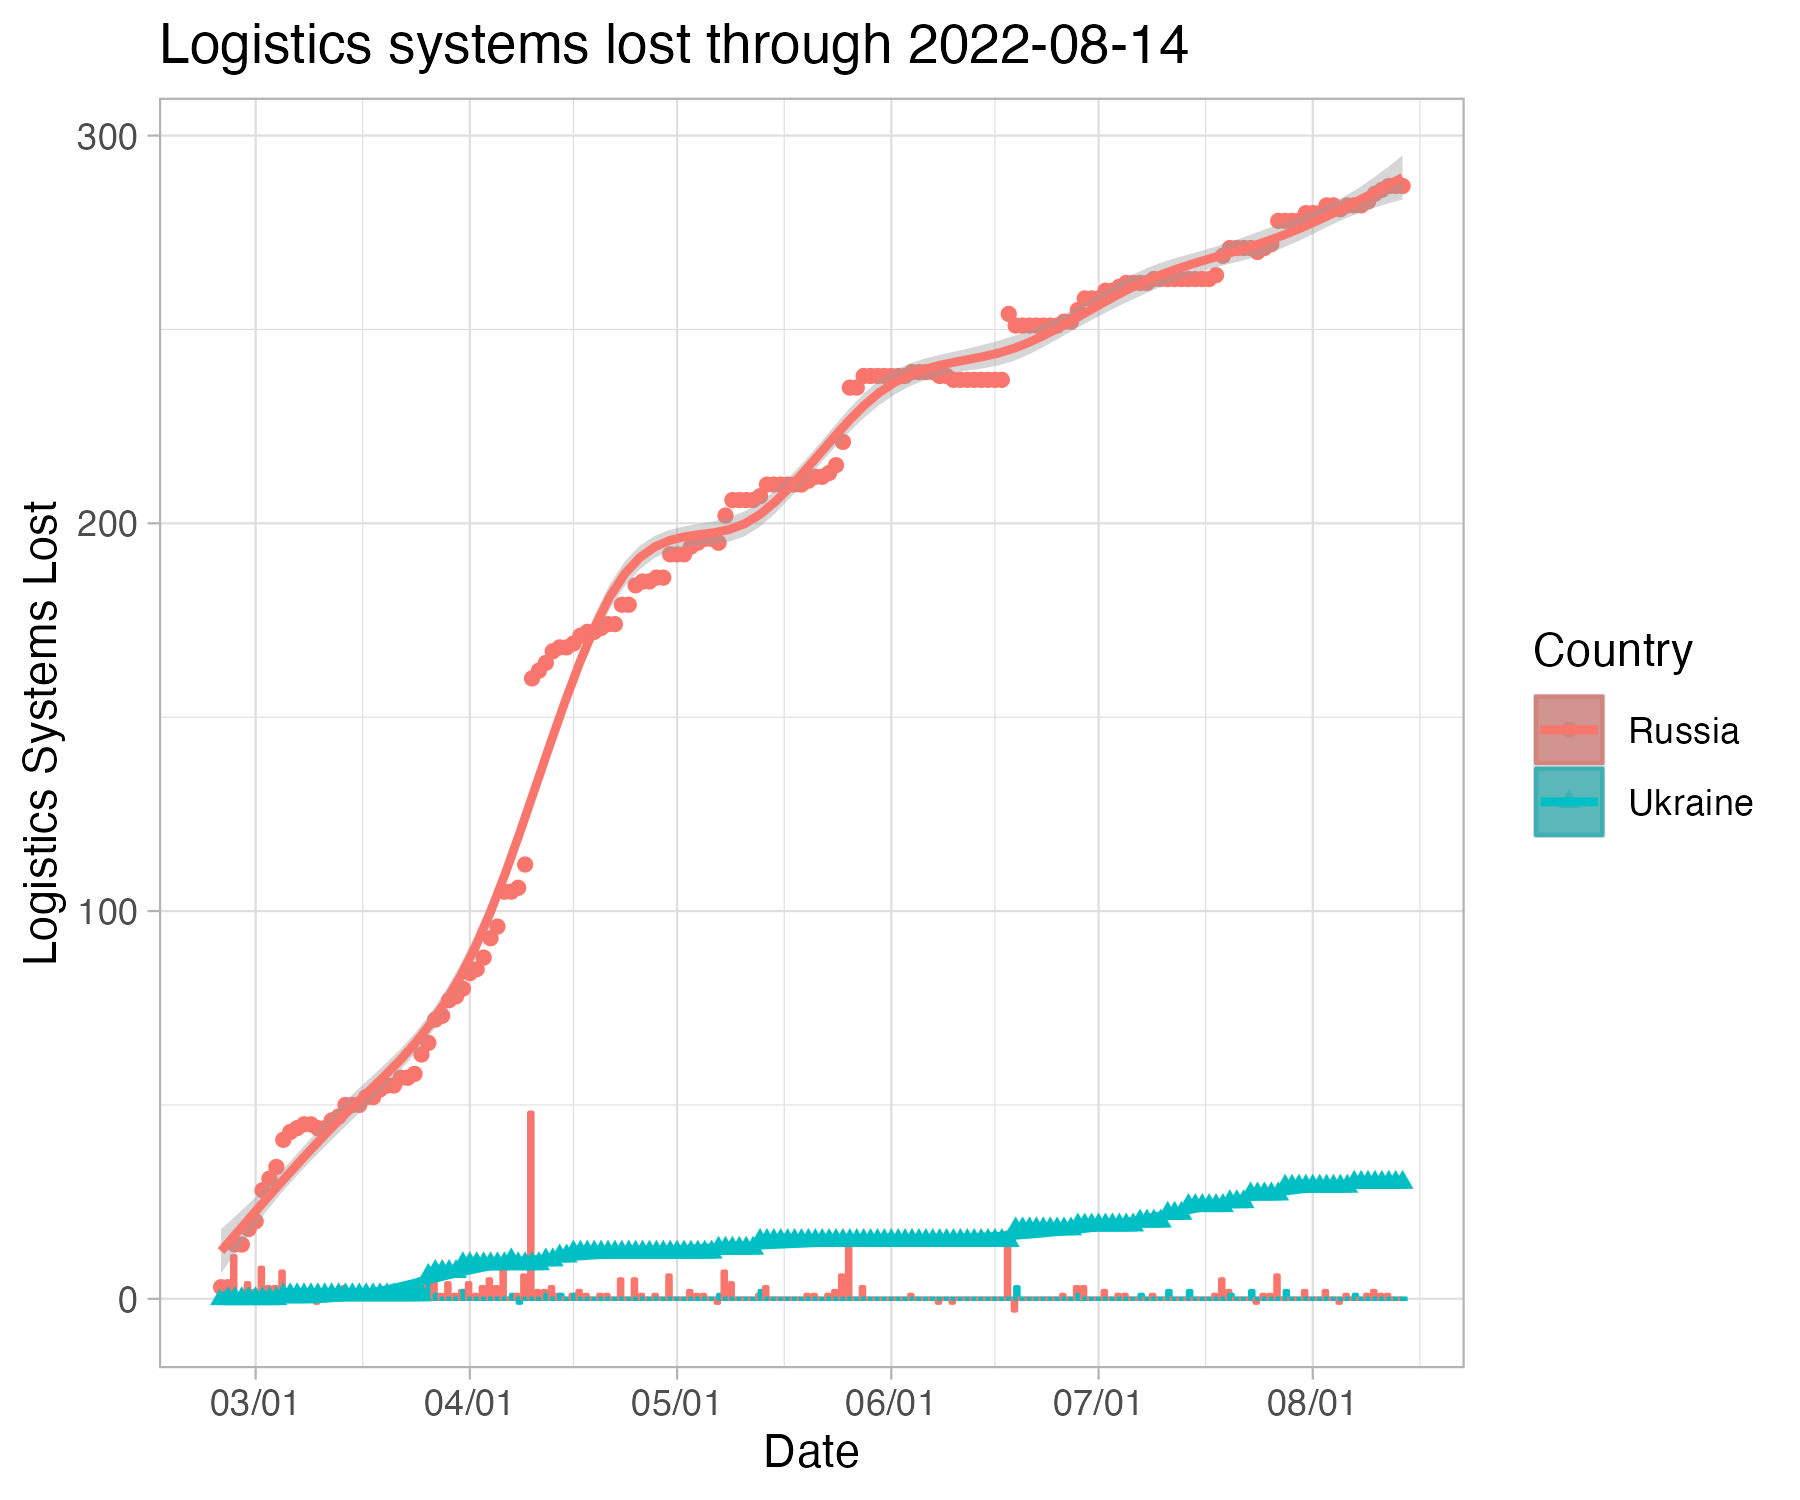 Logistics systems lost through 2022-08-14
Logistics Systems Lost
300
200
100
0
03/01
04/01
05/01
06/01
07/01
08/01
Date
Country
Russia
Ukraine